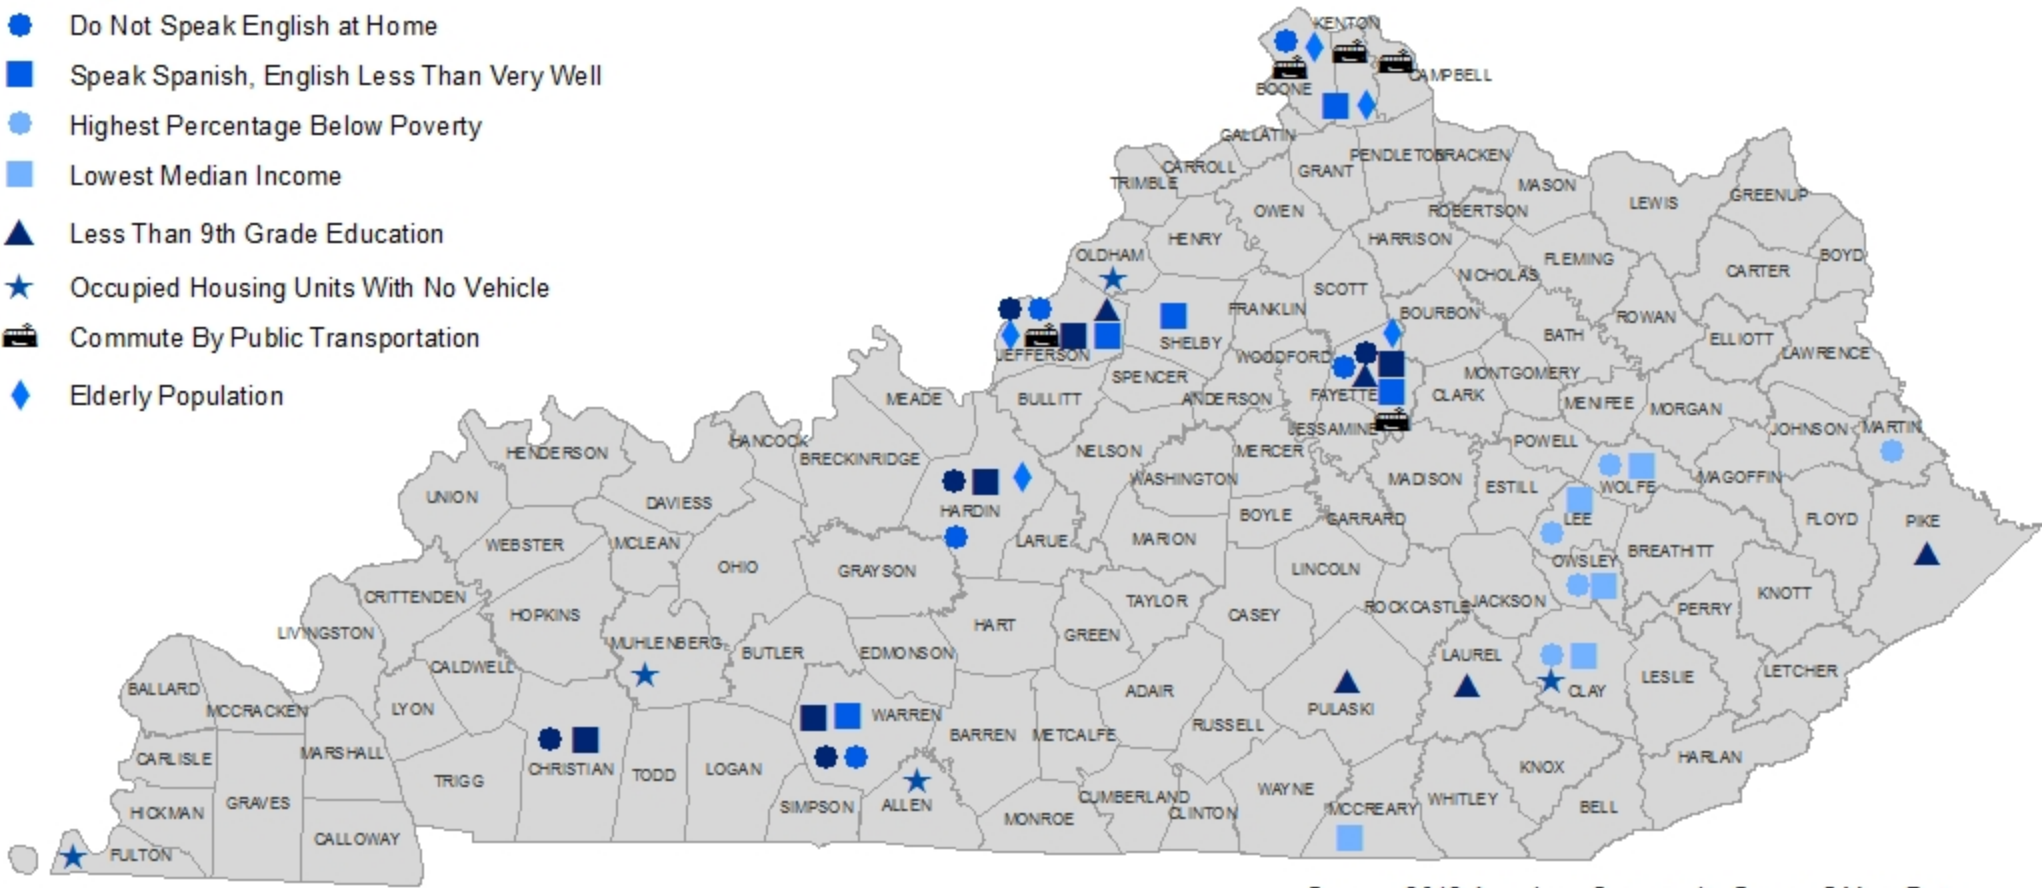 Do Not Speak English at Home
Speak Spanish, English Less Than Very Well
Highest Percentage Below Poverty
Lowest Median Income
Less Than 9th Grade Education
Occupied Housing Units With No Vehicle
Commute By Public Transportation
Elderly Population
KENTON
CAMPBELL
BOONE
GALLATIN
CARROLL
TRIMBLE
GRANT
PENDLETON
BRACKEN
MASON
LEWIS
GREENUP
OWEN
ROBERTSON
HENRY
HARRISON
OLDHAM
FLEMING
BOYD
NICHOLAS
CARTER
SCOTT
FRANKLIN
BOURBON
ROWAN
BATH
ELLIOTT
LAWRENCE
SHELBY
JEFFERSON
WOODFORD
SPENCER
MONTGOMERY
MEADE
BULLITT
ANDERSON
FAYETTE
CLARK
MENIFEE
MORGAN
JESSAMINE
JOHNSON
MARTIN
HANCOCK
POWELL
HENDERSON
BRECKINRIDGE
NELSON
MERCER
WASHINGTON
MADISON
ESTILL
WOLFE
MAGOFFIN
UNION
DAVIESS
HARDIN
BOYLE
GARRARD
LEE
FLOYD
PIKE
WEBSTER
MCLEAN
LARUE
MARION
BREATHITT
OHIO
GRAYSON
LINCOLN
OWSLEY
CRITTENDEN
HOPKINS
TAYLOR
CASEY
ROCKCASTLE
JACKSON
PERRY
KNOTT
LIVINGSTON
MUHLENBERG
HART
GREEN
BUTLER
EDMONSON
LAUREL
CALDWELL
BALLARD
MCCRACKEN
LYON
ADAIR
PULASKI
CLAY
LESLIE
LETCHER
WARREN
BARREN
METCALFE
RUSSELL
CARLISLE
MARSHALL
TRIGG
CHRISTIAN
TODD
LOGAN
KNOX
HARLAN
HICKMAN
GRAVES
SIMPSON
ALLEN
MONROE
CUMBERLAND
CLINTON
WAYNE
MCCREARY
WHITLEY
BELL
CALLOWAY
FULTON